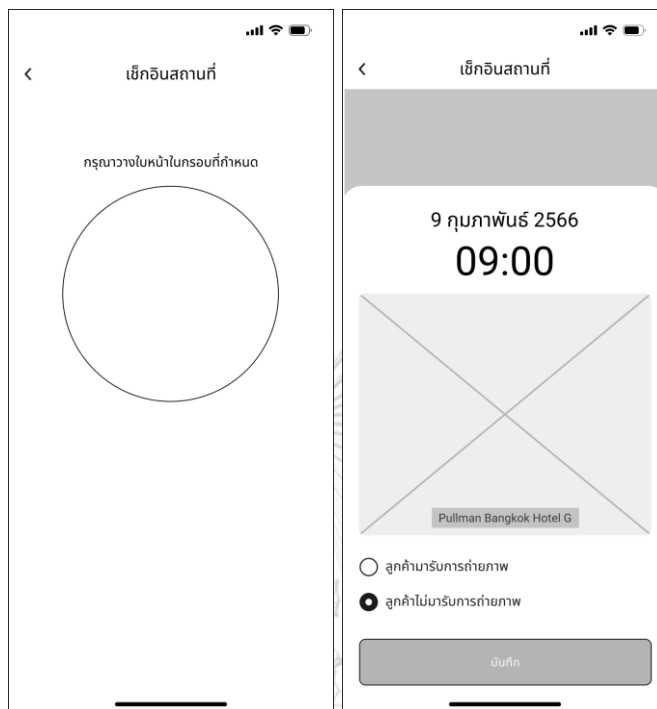 เช็กอินสถานที่
กรุณาวางใบหน้าในกรอบที่กำหนด
เช็กอินสถานที่
9 กุมภาพันธ์ 2566
09:00
Pullman Bangkok Hotel G
ลูกค้ามารับการถ่ายภาพ
ลูกค้าไม่มารับการถ่ายภาพ
บันทึก